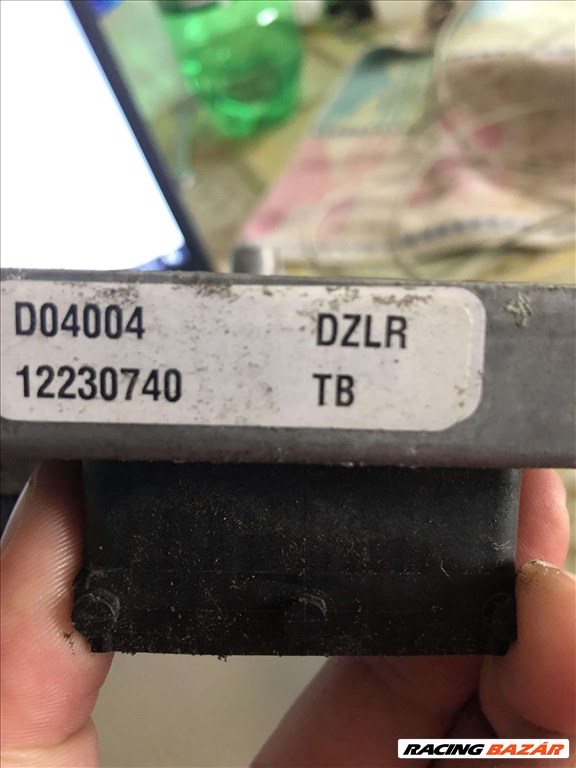 D04004 DZLR
12230740 TB
RACING BAZÁR